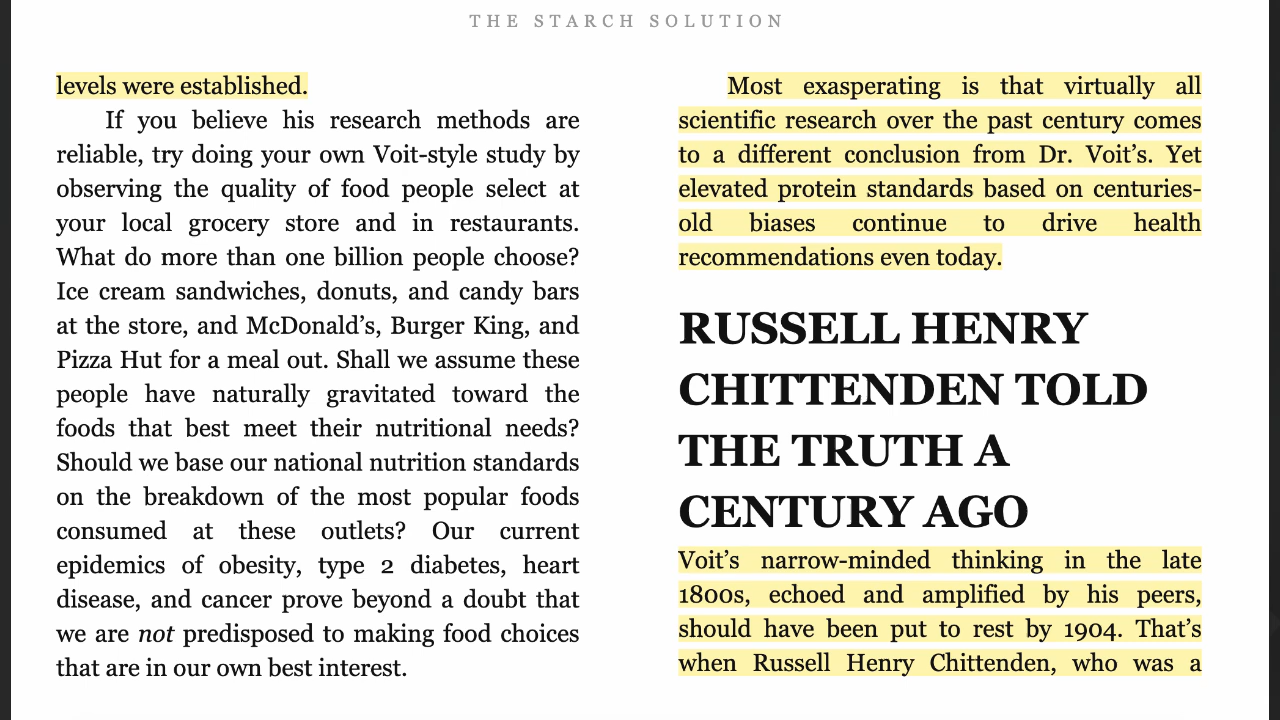 THE STARCH SOLUTION
levels were established.
If you believe his research methods are
reliable, try doing your own Voit-style study by
observing the quality of food people select at
your local grocery store and in restaurants.
What do more than one billion people choose?
Ice cream sandwiches, donuts, and candy bars
at the store, and McDonald’s, Burger King, and
Pizza Hut for a meal out. Shall we assume these
people have naturally gravitated toward the
foods that best meet their nutritional needs?
Should we base our national nutrition standards
on the breakdown of the most popular foods
consumed at these outlets? Our current
epidemics of obesity, type 2 diabetes, heart
disease, and cancer prove beyond a doubt that
we are not predisposed to making food choices
that are in our own best interest.
Most exasperating is that virtually all
scientific research over the past century comes
to a different conclusion from Dr. Voit’s. Yet
elevated protein standards based on centuries-
old biases continue to drive health
recommendations even today.
RUSSELL HENRY
CHITTENDEN TOLD
THE TRUTH A
CENTURY AGO
Voit’s narrow-minded thinking in the late
1800s, echoed and amplified by his peers,
should have been put to rest by 1904. That’s
when Russell Henry Chittenden, who was a